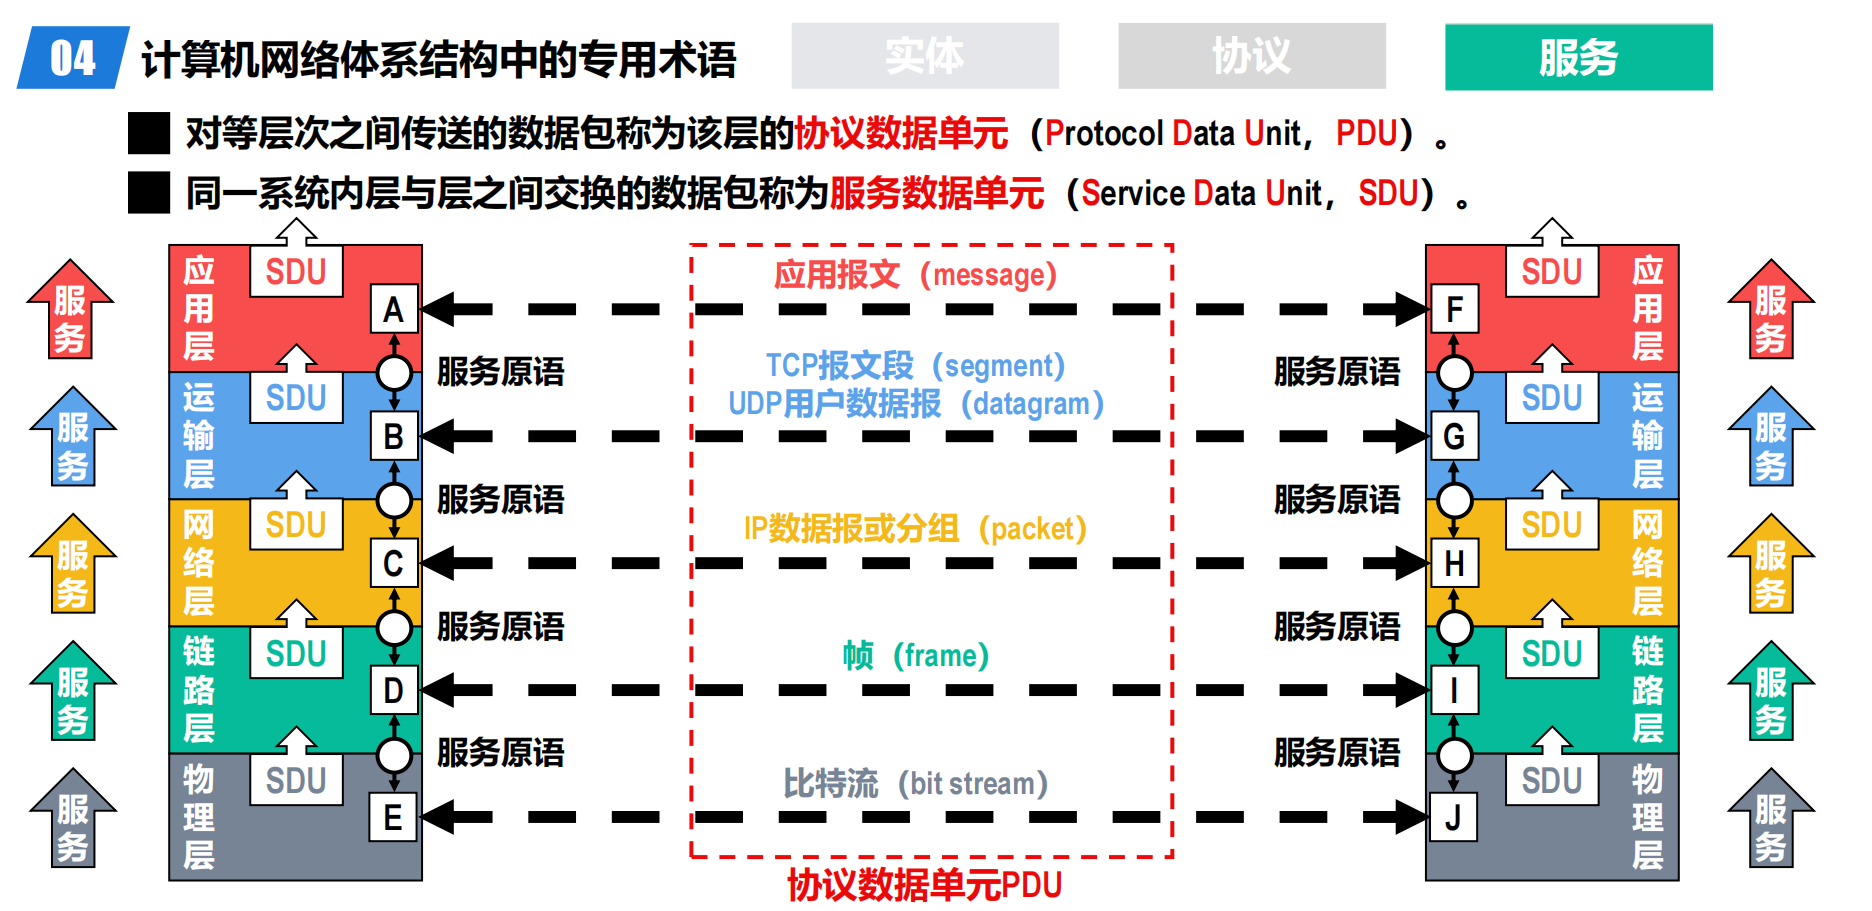 04 计算机网络体系结构中的专用术语
实体
协议
服务
对等层次之间传送的数据包称为该层的协议数据单元（Protocol Data Unit，PDU）。
同一系统内层与层之间交换的数据包称为服务数据单元（Service Data Unit，SDU）。
服务
应用层
SDU
A
应用报文（message）
F
SDU
应用层
服务
服务原语
服务原语
服务
运输层
SDU
B
TCP报文段（segment）
UDP用户数据报（datagram）
G
SDU
运输层
服务
服务原语
服务原语
服务
网络层
SDU
C
IP数据报或分组（packet）
H
SDU
网络层
服务
服务原语
服务原语
服务
链路层
SDU
D
帧（frame）
I
SDU
链路层
服务
服务原语
服务原语
服务
物理层
SDU
E
比特流（bit stream）
J
SDU
物理层
服务
协议数据单元PDU